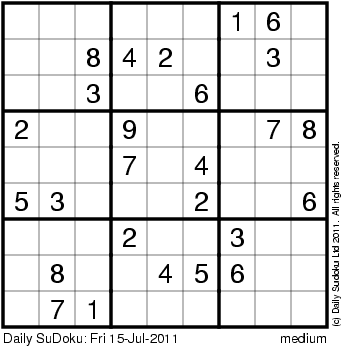 1 6
8 4 2 3
3 6
2 9 7 8
7 4
5 3 2 6
2 3
8 4 5 6
7 1
Daily SuDoku: Fri 15-Jul-2011 medium
(c) Daily Sudoku Ltd 2011. All rights reserved.